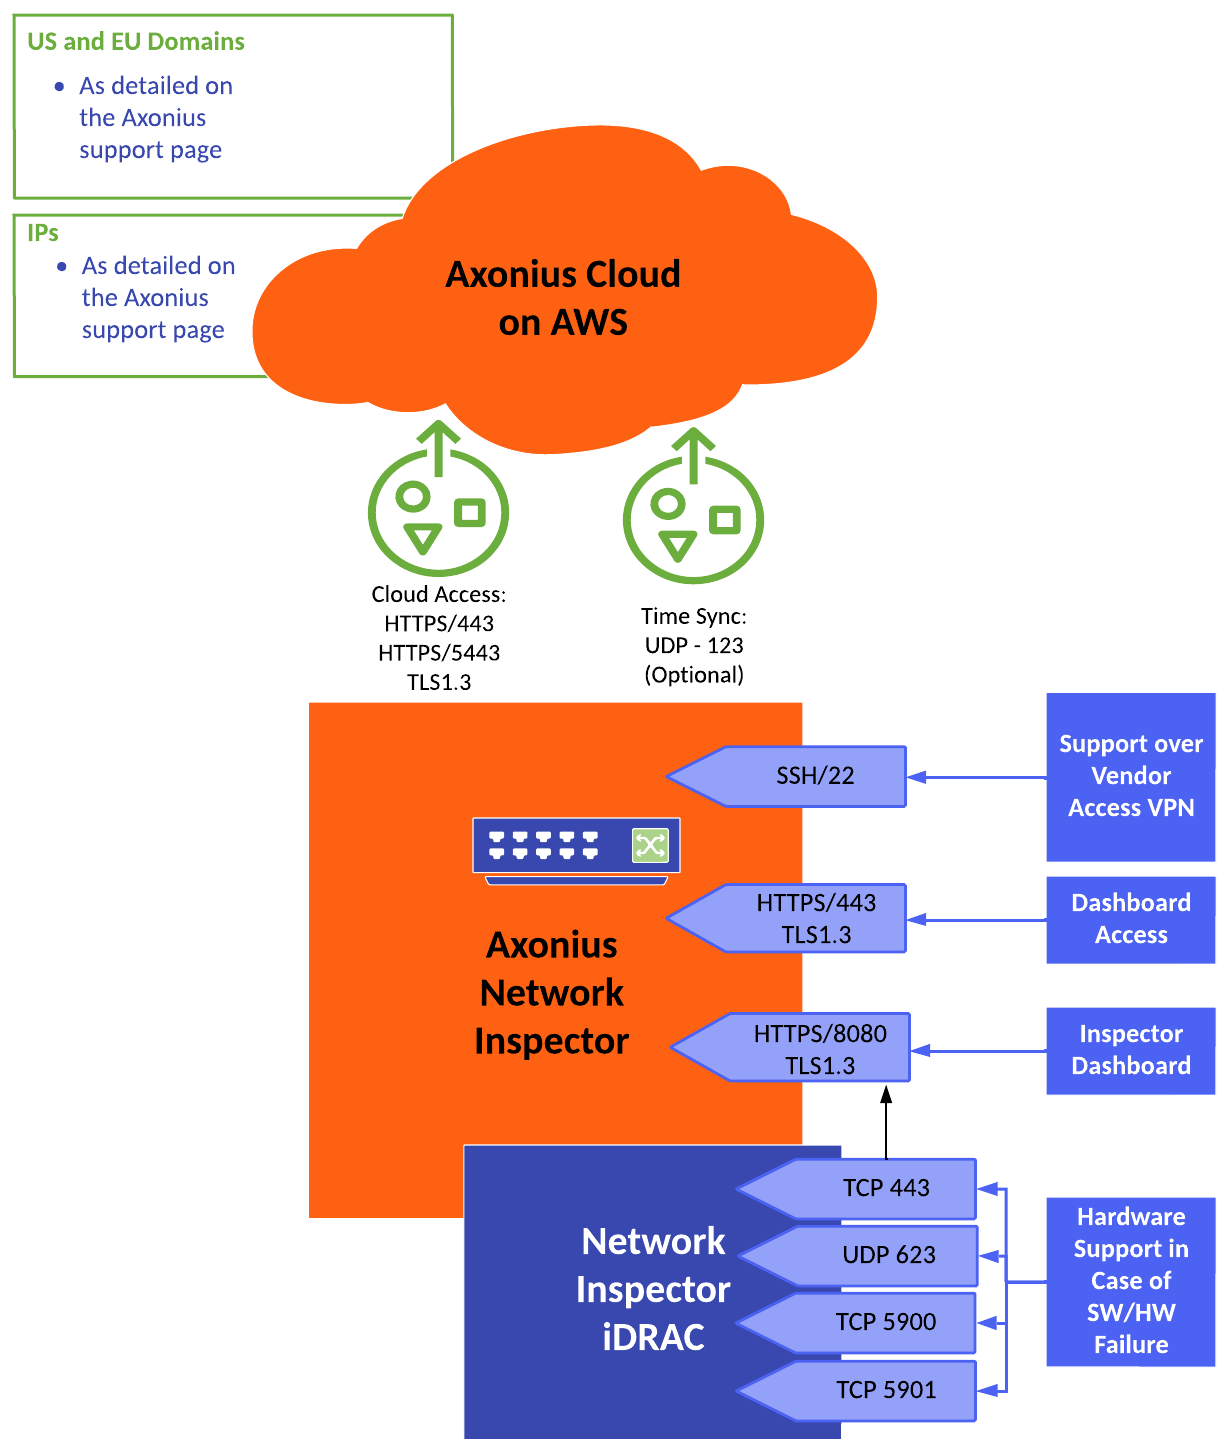 US and EU Domains
• As detailed on
the Axonius
support page
IPs
• As detailed on
the Axonius
support page
Axonius Cloud
on AWS
Cloud Access:
HTTPS/443
HTTPS/5443
TLS1.3
Time Sync:
UDP - 123
(Optional)
SSH/22
Support over
Vendor
Access VPN
HTTPS/443
TLS1.3
Dashboard
Access
Axonius
Network
Inspector
HTTPS/8080
TLS1.3
Inspector
Dashboard
Network
Inspector
iDRAC
TCP 443
UDP 623
TCP 5900
TCP 5901
Hardware
Support in
Case of
SW/HW
Failure